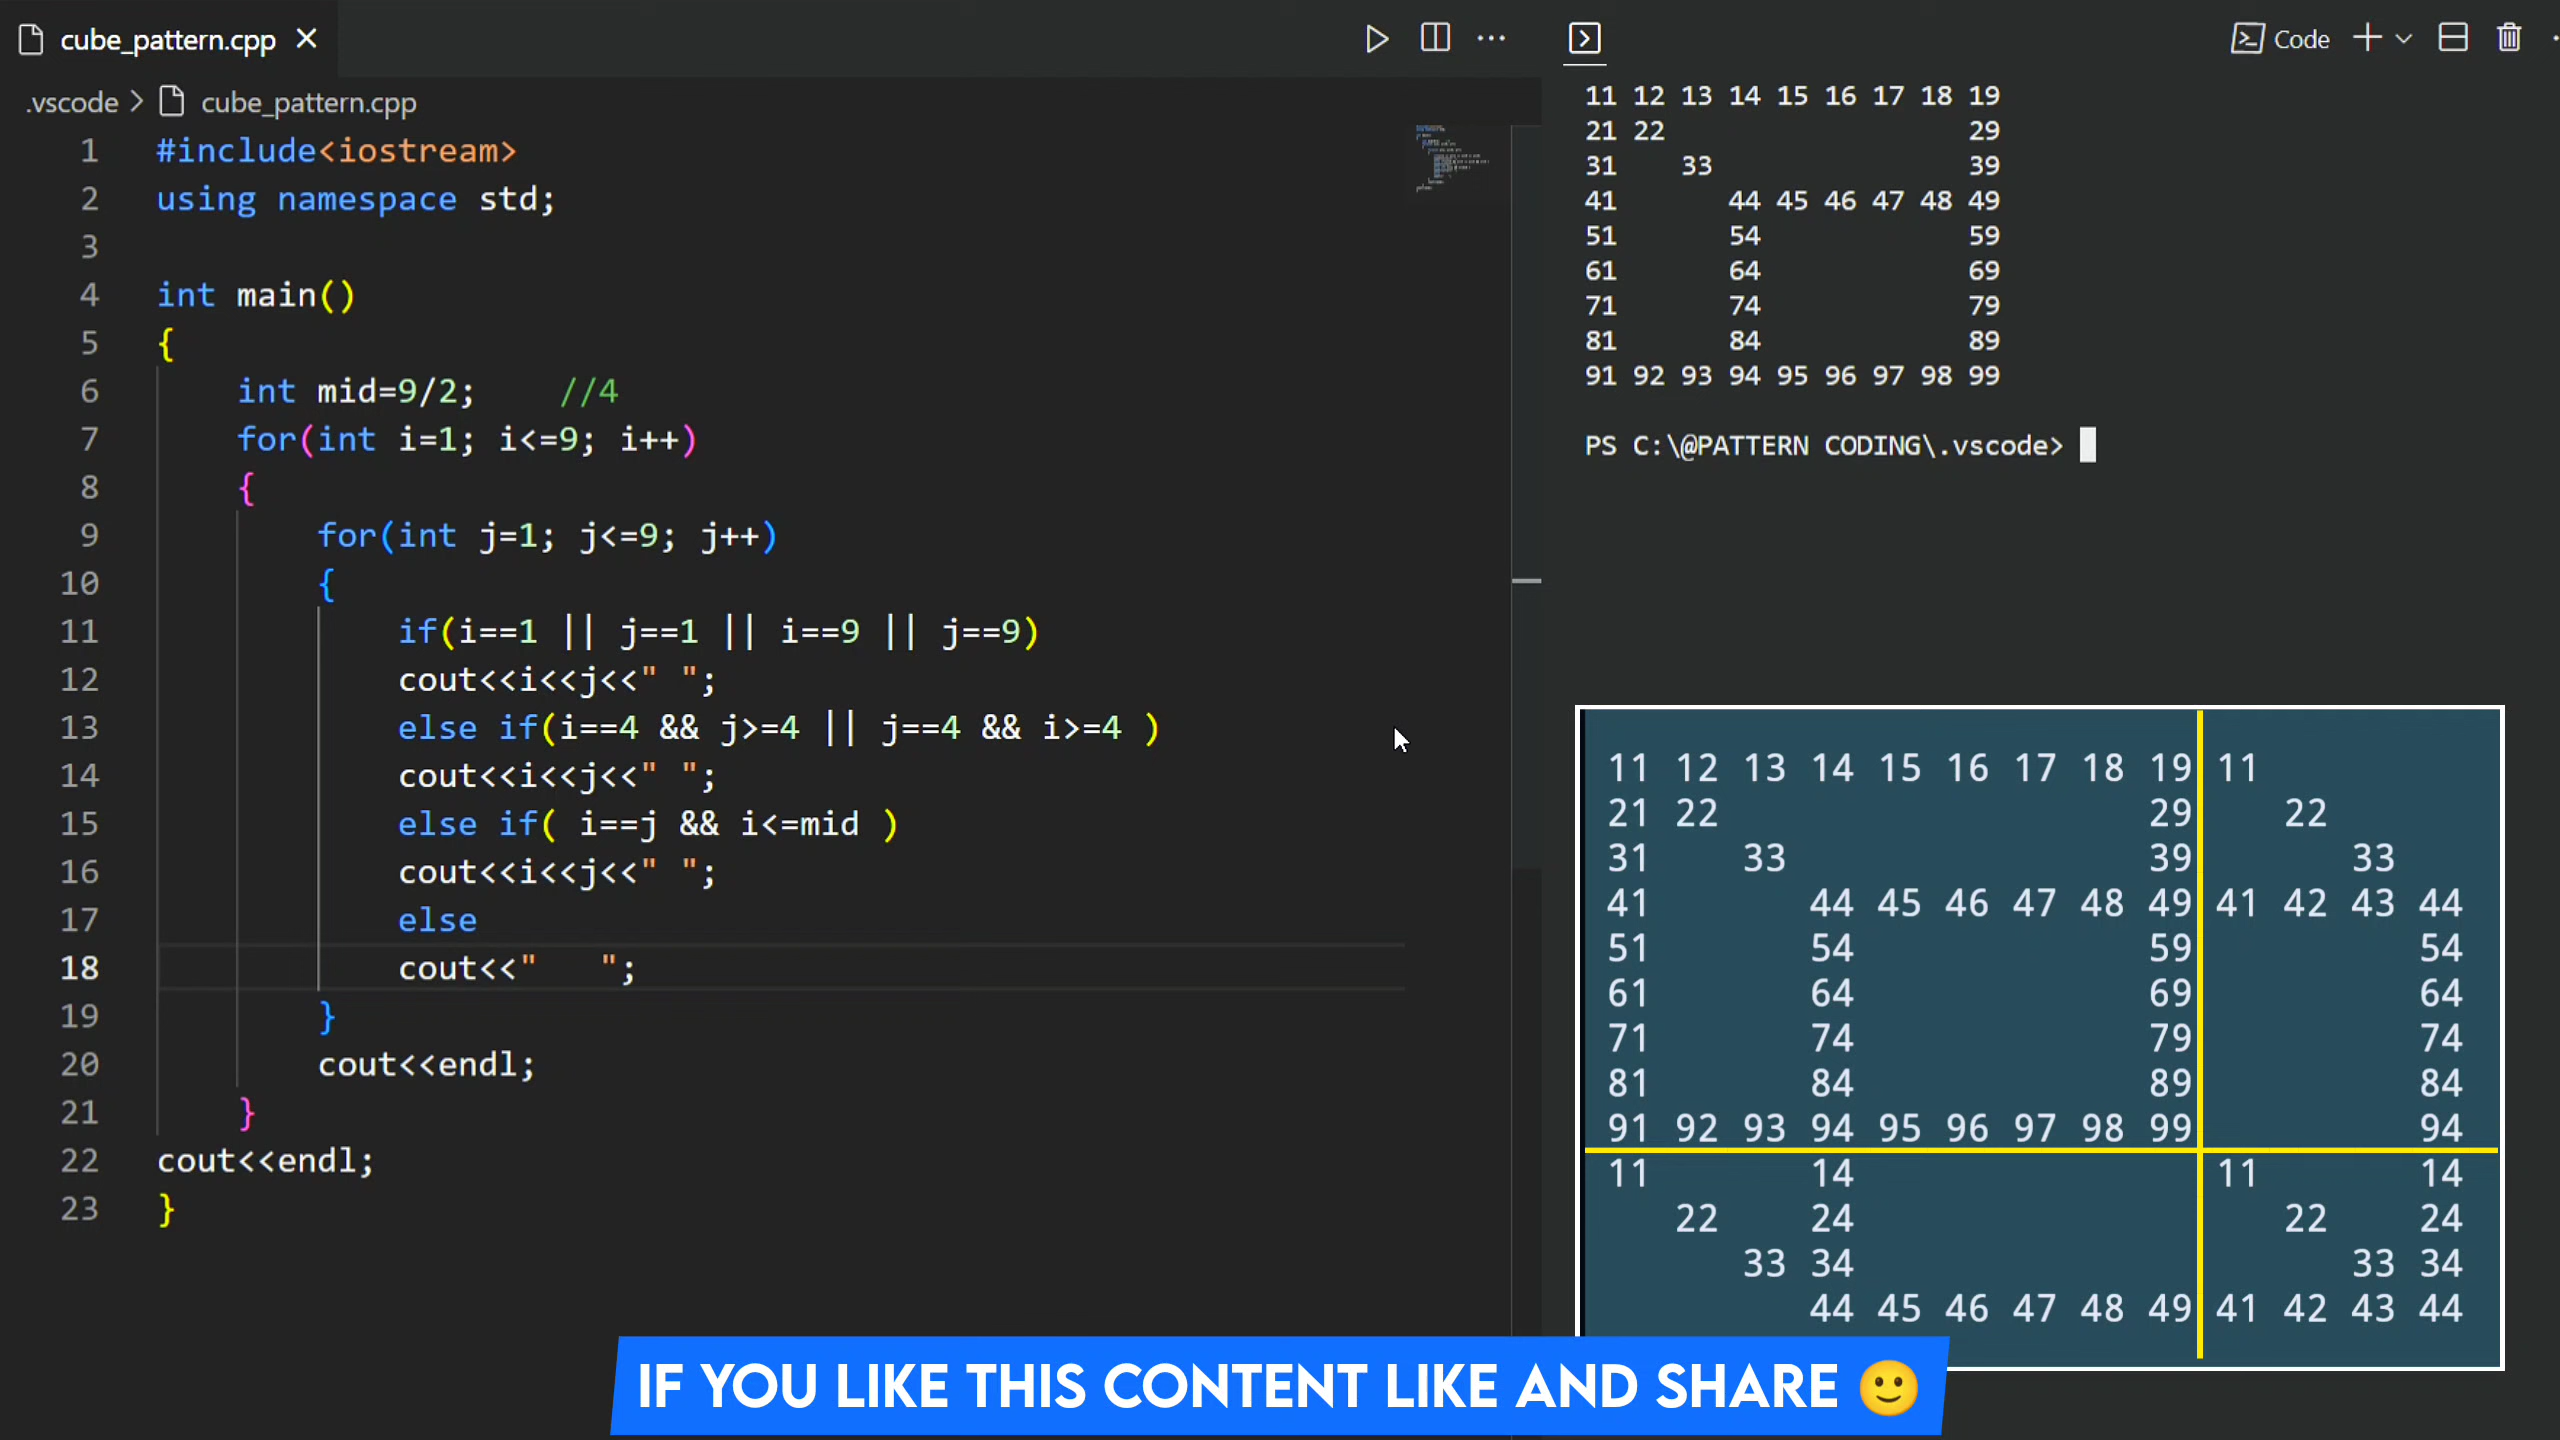 cube_pattern.cpp
Code
.vscode > cube_pattern.cpp
1 #include<iostream>
2 using namespace std;
3
4 int main()
5 {
6 int mid=9/2; //4
7 for(int i=1; i<=9; i++)
8 {
9 for(int j=1; j<=9; j++)
10 {
11 if(i==1 || j==1 || i==9 || j==9)
12 cout<<i<<j<<" ";
13 else if(i==4 && j>=4 || j==4 && i>=4 )
14 cout<<i<<j<<" ";
15 else if( i==j && i<=mid )
16 cout<<i<<j<<" ";
17 else
18 cout<<"   ";
19 }
20 cout<<endl;
21 }
22 cout<<endl;
23 }
11 12 13 14 15 16 17 18 19
21 22 29
31 33 39
41 44 45 46 47 48 49
51 54 59
61 64 69
71 74 79
81 84 89
91 92 93 94 95 96 97 98 99
PS C:\@PATTERN CODING\.vscode>
11 12 13 14 15 16 17 18 19 11
21 22 29 22
31 33 39 33
41 44 45 46 47 48 49 41 42 43 44
51 54 59 54
61 64 69 64
71 74 79 74
81 84 89 84
91 92 93 94 95 96 97 98 99 94
11 14 11 14
22 24 22 24
33 34 33 34
44 45 46 47 48 49 41 42 43 44
IF YOU LIKE THIS CONTENT LIKE AND SHARE 🙂